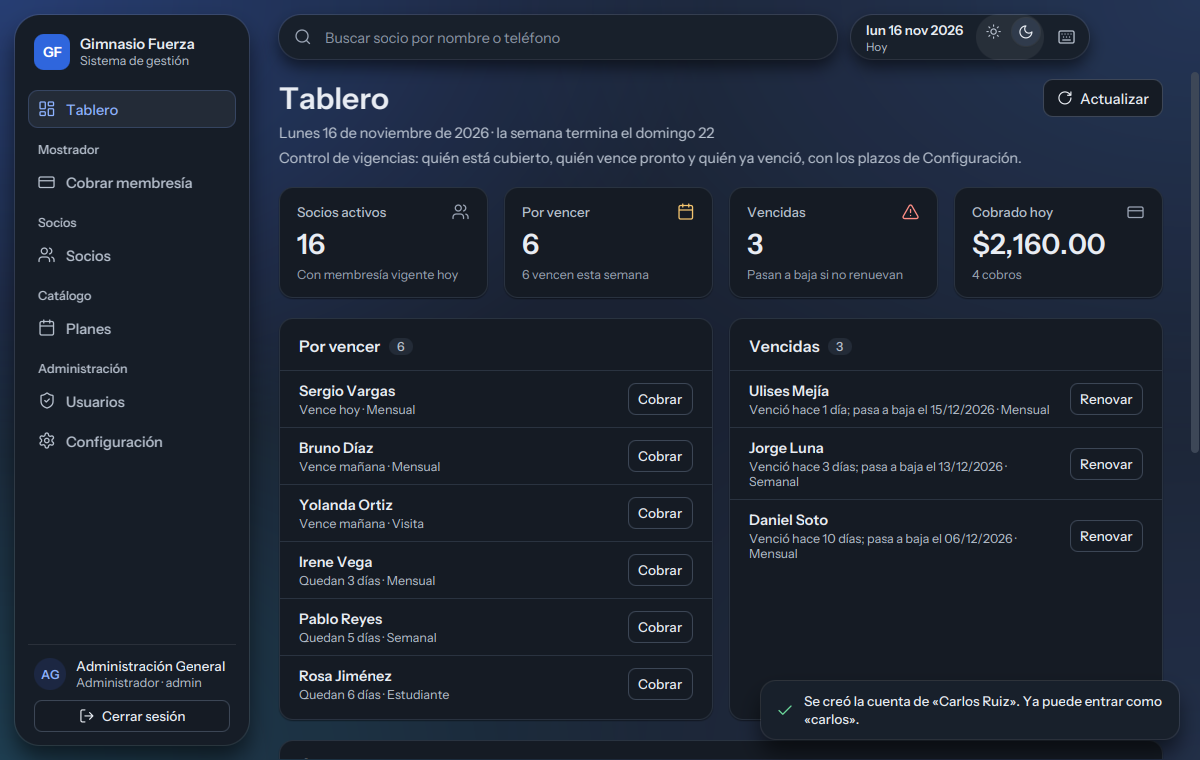 GF
Gimnasio Fuerza
Sistema de gestión
Tablero
Mostrador
Cobrar membresía
Socios
Socios
Catálogo
Planes
Administración
Usuarios
Configuración
AG
Administración General
Administrador · admin
Cerrar sesión
Buscar socio por nombre o teléfono
lun 16 nov 2026
Hoy
Tablero
Actualizar
Lunes 16 de noviembre de 2026 · la semana termina el domingo 22
Control de vigencias: quién está cubierto, quién vence pronto y quién ya venció, con los plazos de Configuración.
Socios activos
16
Con membresía vigente hoy
Por vencer
6
6 vencen esta semana
Vencidas
3
Pasan a baja si no renuevan
Cobrado hoy
$2,160.00
4 cobros
Por vencer 6
Sergio Vargas
Vence hoy · Mensual
Cobrar
Bruno Díaz
Vence mañana · Mensual
Cobrar
Yolanda Ortiz
Vence mañana · Visita
Cobrar
Irene Vega
Quedan 3 días · Mensual
Cobrar
Pablo Reyes
Quedan 5 días · Semanal
Cobrar
Rosa Jiménez
Quedan 6 días · Estudiante
Cobrar
Vencidas 3
Ulises Mejía
Venció hace 1 día; pasa a baja el 15/12/2026 · Mensual
Renovar
Jorge Luna
Venció hace 3 días; pasa a baja el 13/12/2026 ·
Semanal
Renovar
Daniel Soto
Venció hace 10 días; pasa a baja el 06/12/2026 ·
Mensual
Renovar
Se creó la cuenta de «Carlos Ruiz». Ya puede entrar como
«carlos».